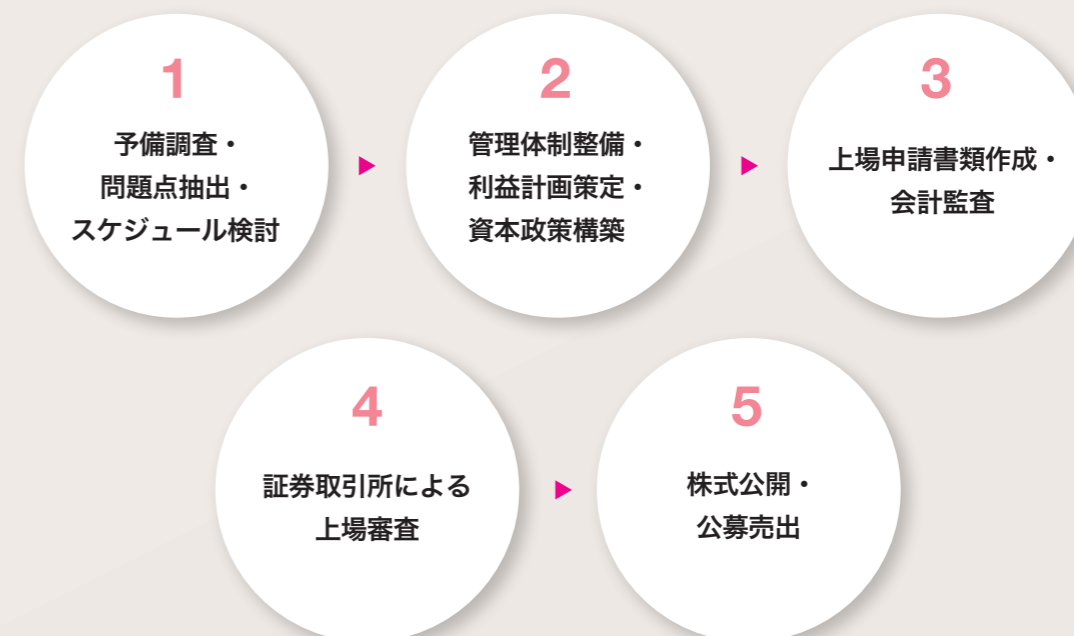 1
予備調査・
問題点抽出・
スケジュール検討
2
管理体制整備・
利益計画策定・
資本政策構築
3
上場申請書類作成・
会計監査
4
証券取引所による
上場審査
5
株式公開・
公募売出